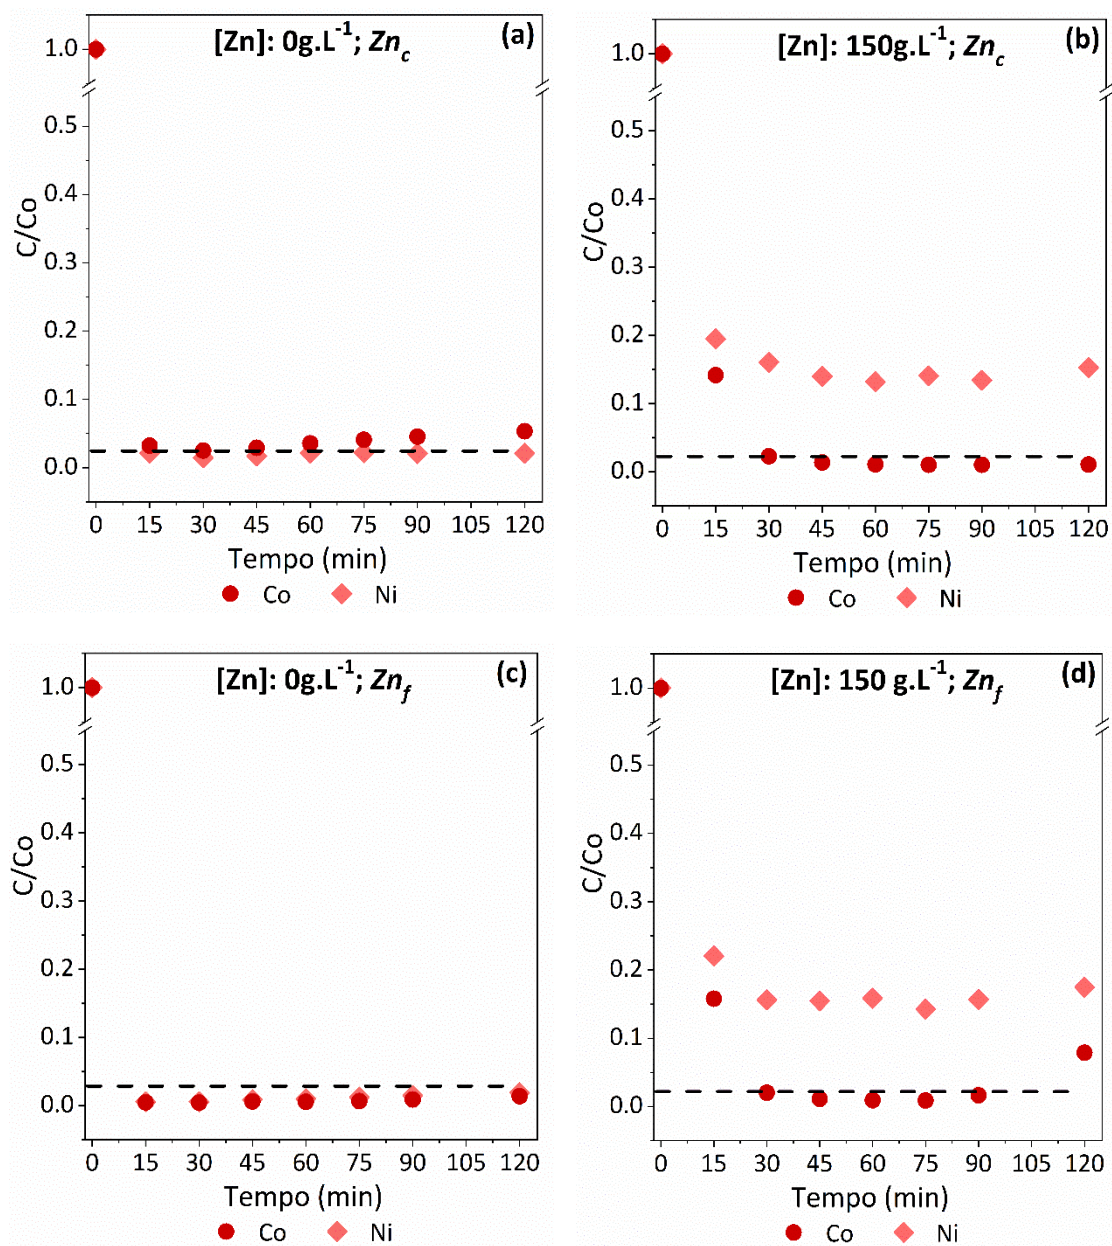 [Zn]: 0g.L⁻¹; Zn_c (a)
1.0
0.5
0.4
0.3
0.2
0.1
0.0
C/Co
0 15 30 45 60 75 90 105 120
Tempo (min)
Co Ni
[Zn]: 150g.L⁻¹; Zn_c (b)
1.0
0.5
0.4
0.3
0.2
0.1
0.0
C/Co
0 15 30 45 60 75 90 105 120
Tempo (min)
Co Ni
[Zn]: 0g.L⁻¹; Zn_f (c)
1.0
0.5
0.4
0.3
0.2
0.1
0.0
C/Co
0 15 30 45 60 75 90 105 120
Tempo (min)
Co Ni
[Zn]: 150 g.L⁻¹; Zn_f (d)
1.0
0.5
0.4
0.3
0.2
0.1
0.0
C/Co
0 15 30 45 60 75 90 105 120
Tempo (min)
Co Ni